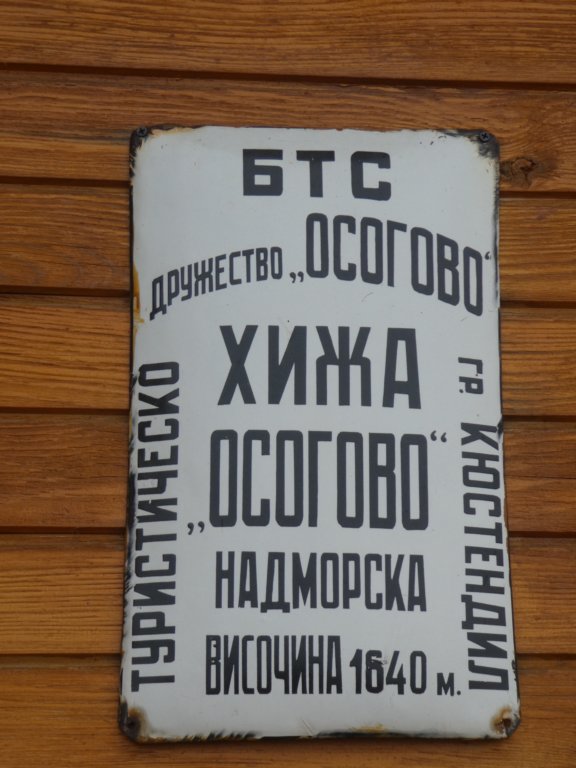 БТС
ТУРИСТИЧЕСКО
ДРУЖЕСТВО „ОСОГОВО“
гр. КЮСТЕНДИЛ
ХИЖА
„ОСОГОВО“
НАДМОРСКА
ВИСОЧИНА 1640 м.